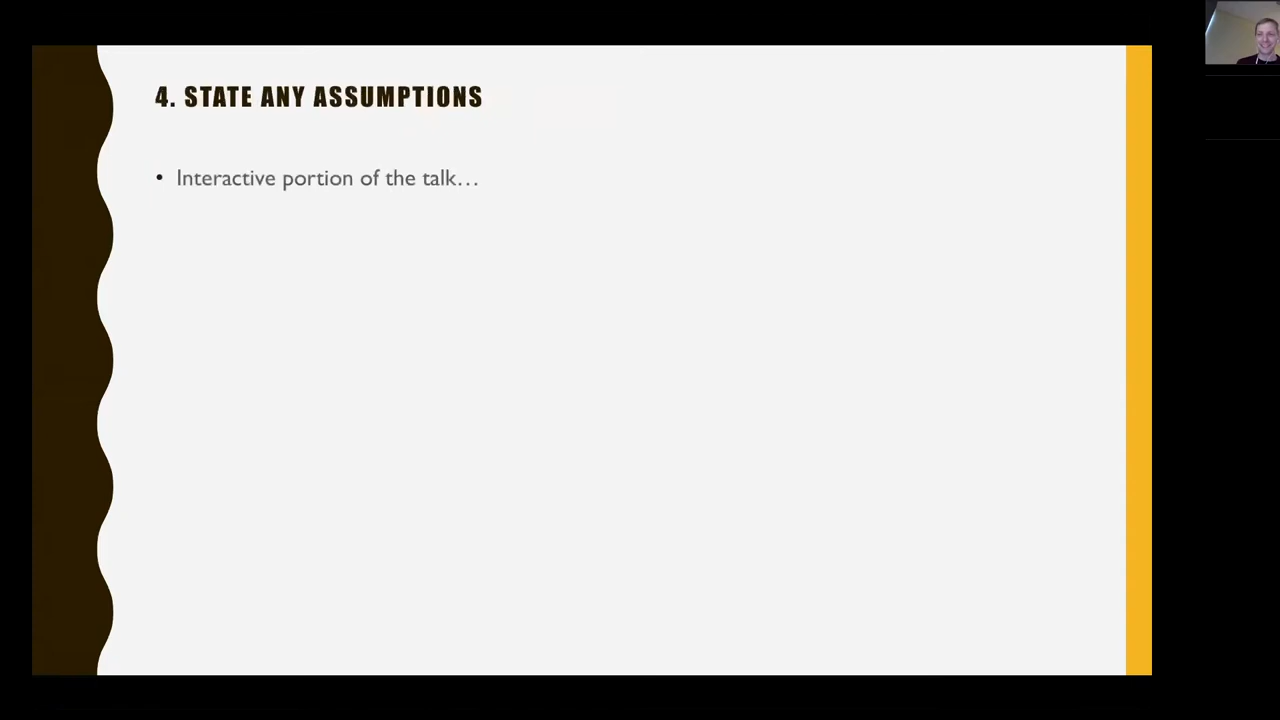 4. STATE ANY ASSUMPTIONS
• Interactive portion of the talk…